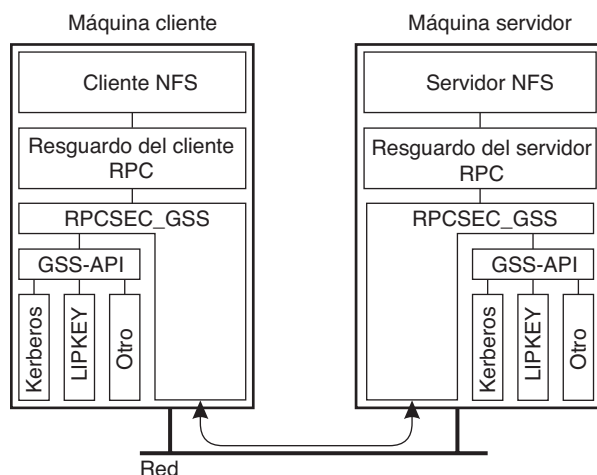 Máquina cliente
Máquina servidor
Cliente NFS
Servidor NFS
Resguardo del cliente
RPC
Resguardo del servidor
RPC
RPCSEC_GSS
RPCSEC_GSS
GSS-API
GSS-API
Kerberos
LIPKEY
Otro
Kerberos
LIPKEY
Otro
Red